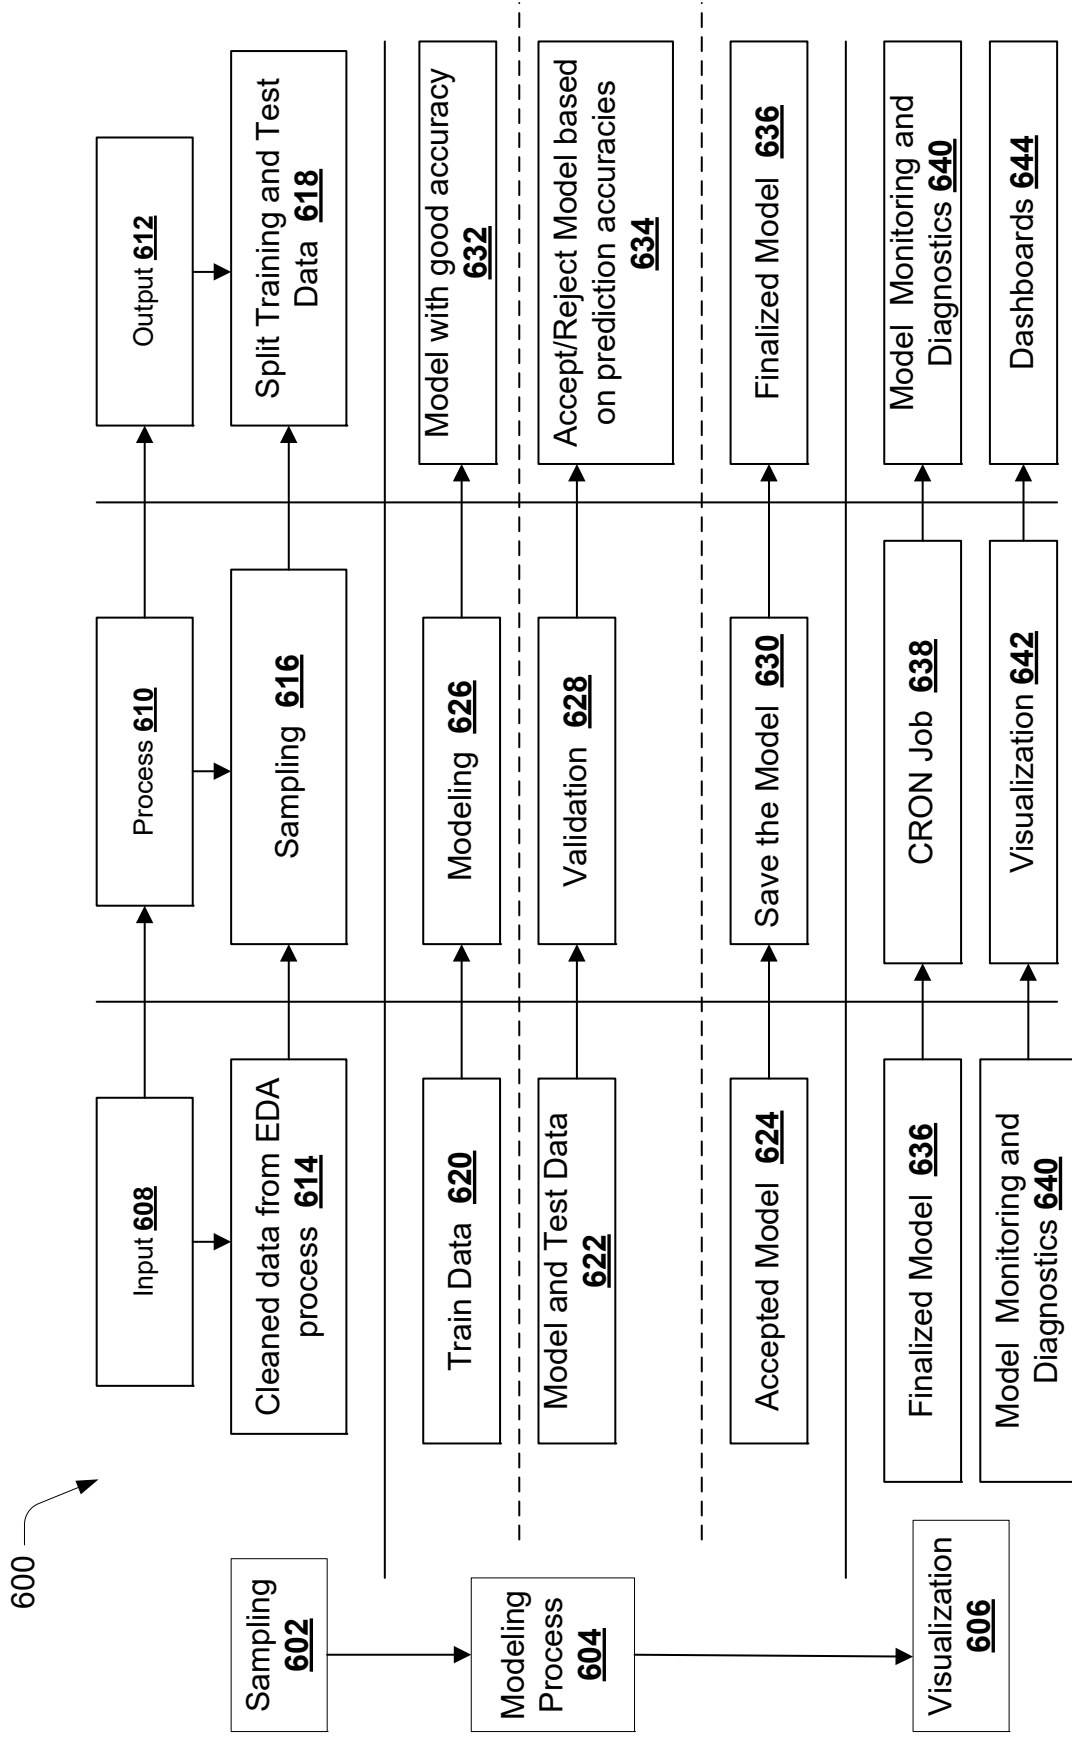 600
Input 608
Process 610
Output 612
Sampling
602
Cleaned data from EDA
process 614
Sampling 616
Split Training and Test
Data 618
Modeling
Process
604
Train Data 620
Modeling 626
Model with good accuracy
632
Model and Test Data
622
Validation 628
Accept/Reject Model based
on prediction accuracies
634
Accepted Model 624
Save the Model 630
Finalized Model 636
Visualization
606
Finalized Model 636
CRON Job 638
Model Monitoring and
Diagnostics 640
Model Monitoring and
Diagnostics 640
Visualization 642
Dashboards 644